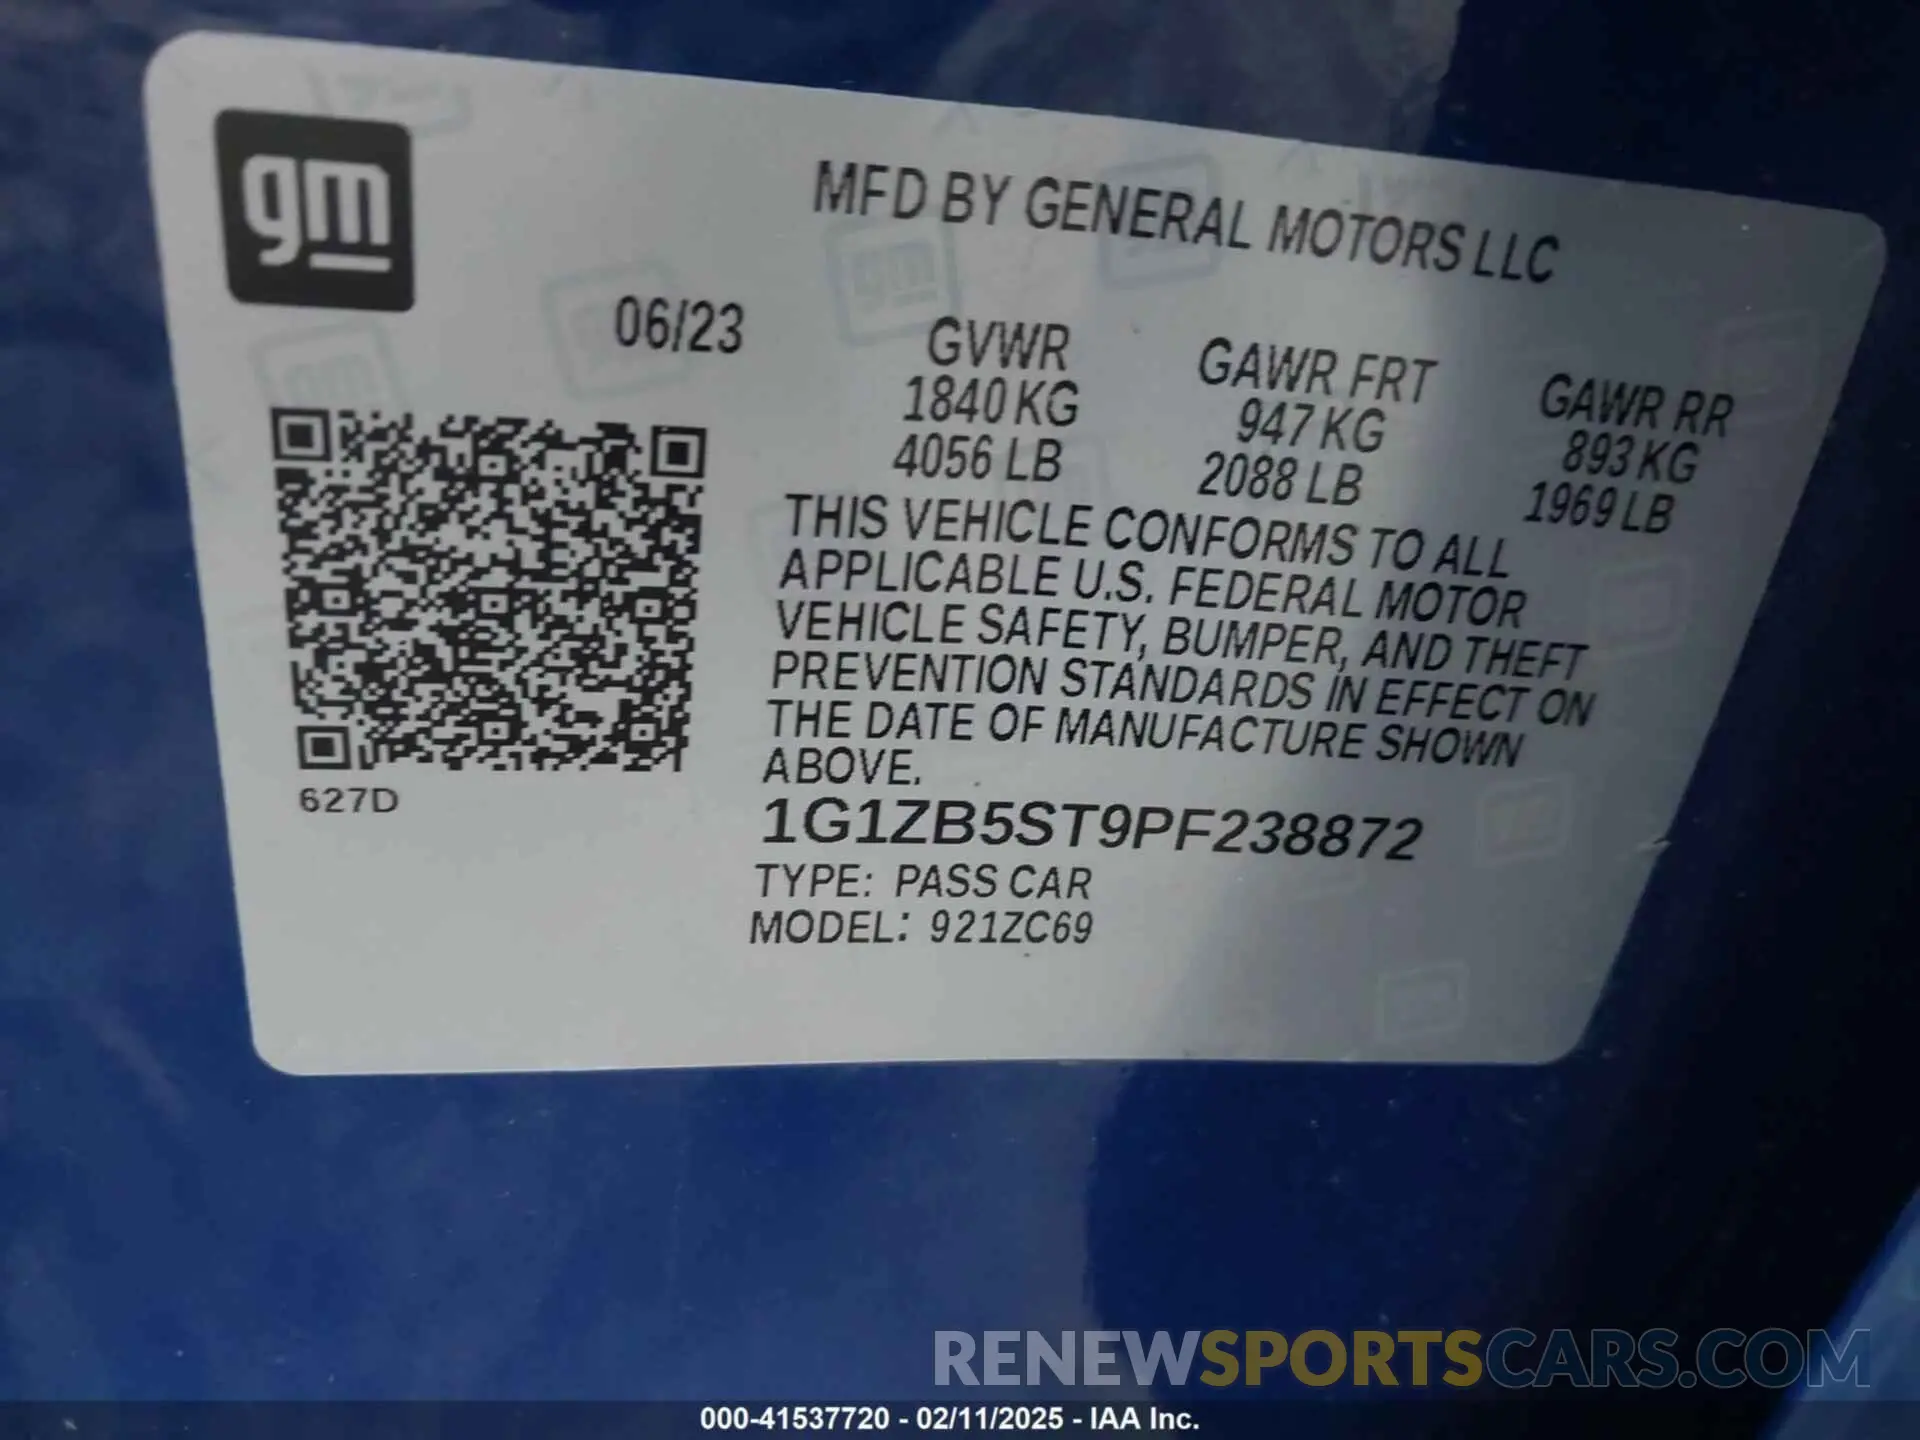 gm
MFD BY GENERAL MOTORS LLC
06/23
GVWR GAWR FRT GAWR RR
1840 KG 947 KG 893 KG
4056 LB 2088 LB 1969 LB
THIS VEHICLE CONFORMS TO ALL
APPLICABLE U.S. FEDERAL MOTOR
VEHICLE SAFETY, BUMPER, AND THEFT
PREVENTION STANDARDS IN EFFECT ON
THE DATE OF MANUFACTURE SHOWN
ABOVE.
627D
1G1ZB5ST9PF238872
TYPE: PASS CAR
MODEL: 921ZC69
RENEWSPORTSCARS.COM
000-41537720 - 02/11/2025 - IAA Inc.